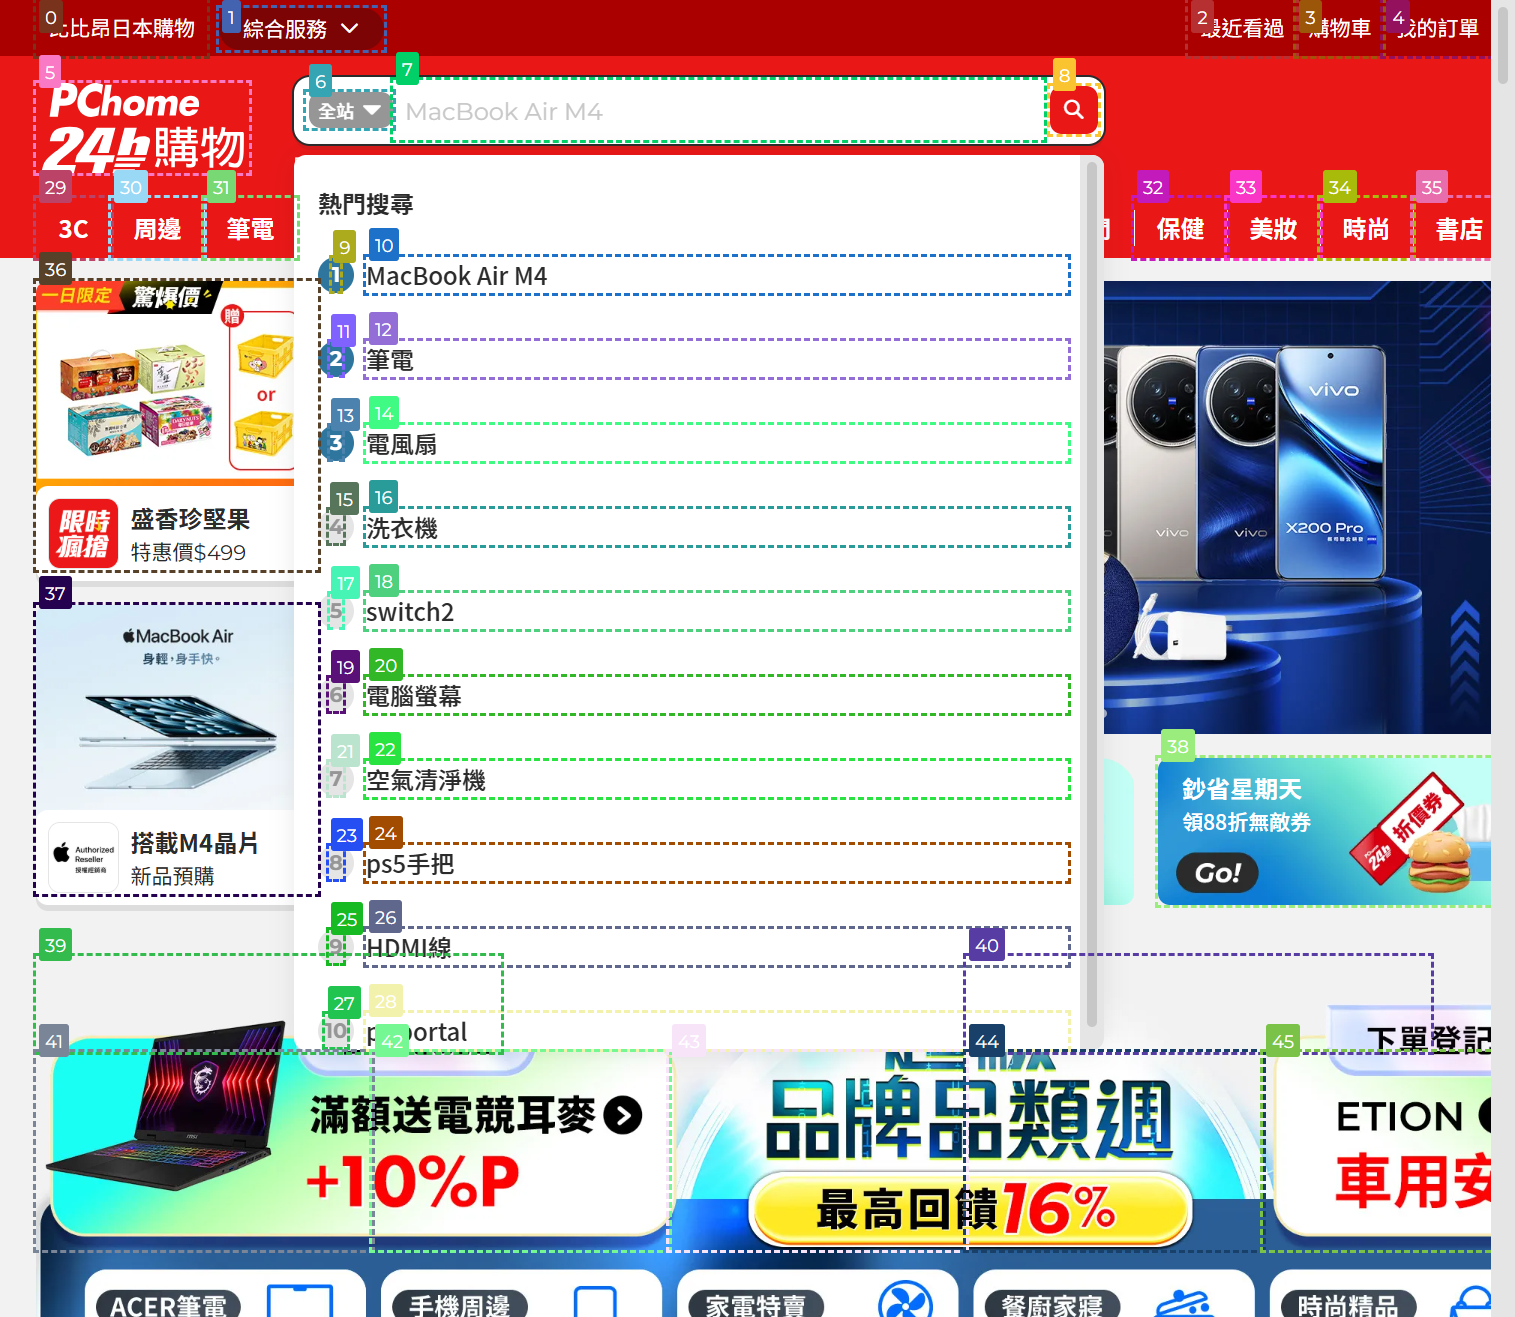 0
比比昂日本購物
1
綜合服務
2
最近看過
3
購物車
4
我的訂單
5
PChome
24h購物
6
全站
7
MacBook Air M4
8
29
3C
30
周邊
31
筆電
32
保健
33
美妝
34
時尚
35
書店
熱門搜尋
9
1
10
MacBook Air M4
11
2
12
筆電
13
3
14
電風扇
15
4
16
洗衣機
17
5
18
switch2
19
6
20
電腦螢幕
21
7
22
空氣清淨機
23
8
24
ps5手把
25
9
26
HDMI線
27
10
28
portal
36
一日限定
驚爆價
贈
or
限時
瘋搶
盛香珍堅果
特惠價$499
37
MacBook Air
身輕，身手快。
Authorized
Reseller
授權經銷商
搭載M4晶片
新品預購
vivo
vivo
vivo
X200 Pro
38
鈔省星期天
領88折無敵券
Go!
折價券
24h
39
40
41
42
43
44
45
下單登記
滿額送電競耳麥
+10%P
msi
品牌品類週
最高回饋16%
ETION
車用安
ACER筆電
手機周邊
家電特賣
餐廚家寢
時尚精品